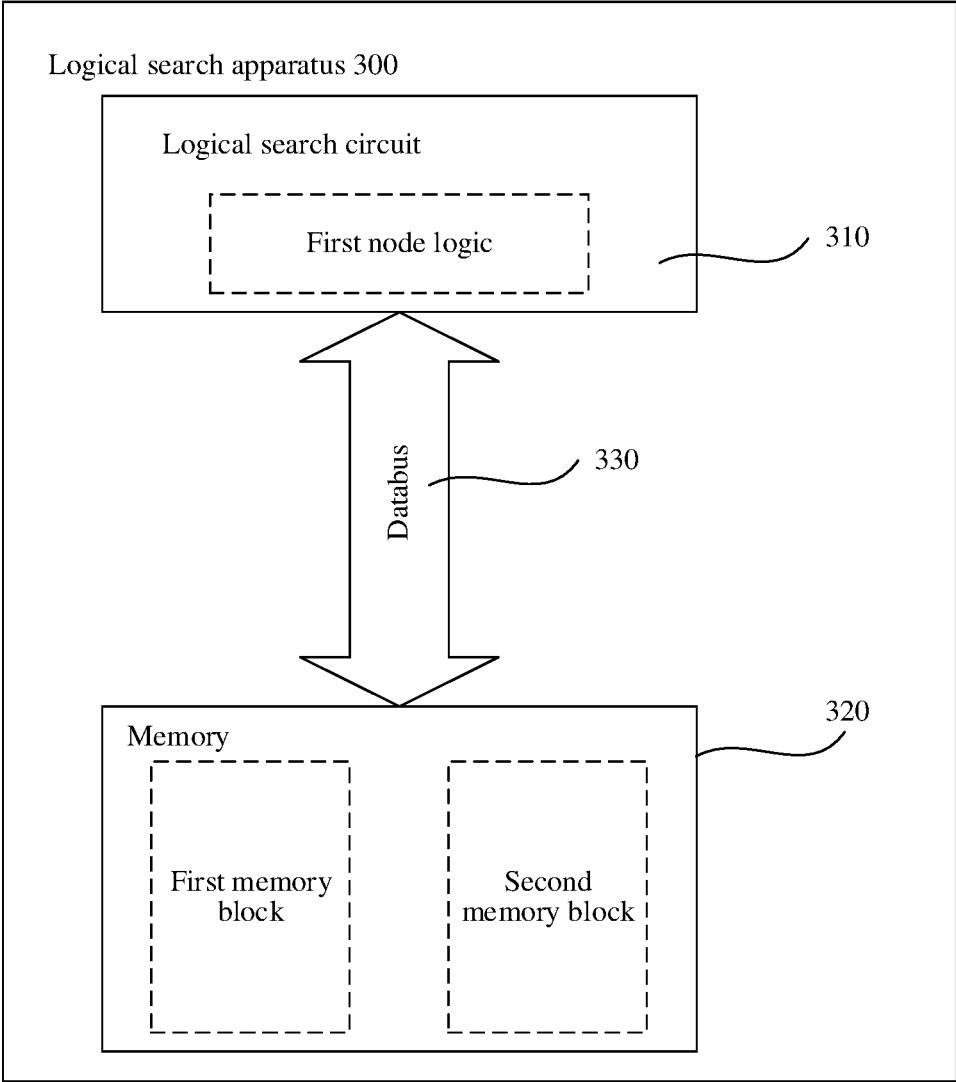 Logical search apparatus 300
Logical search circuit
First node logic
310
Databus
330
320
Memory
First memory
block
Second
memory block